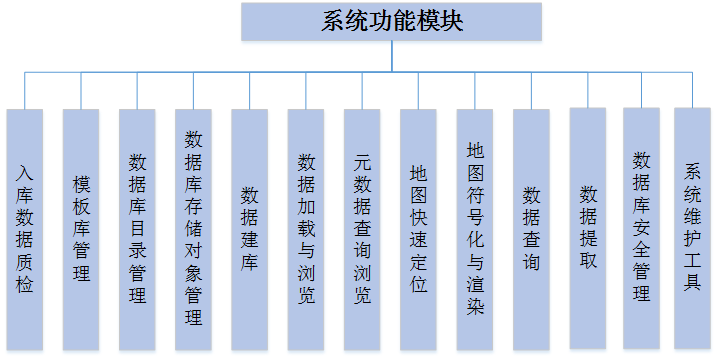 系统功能模块
入库数据质检
模板库管理
数据库目录管理
数据库存储对象管理
数据建库
数据加载与浏览
元数据查询浏览
地图快速定位
地图符号化与渲染
数据查询
数据提取
数据库安全管理
系统维护工具